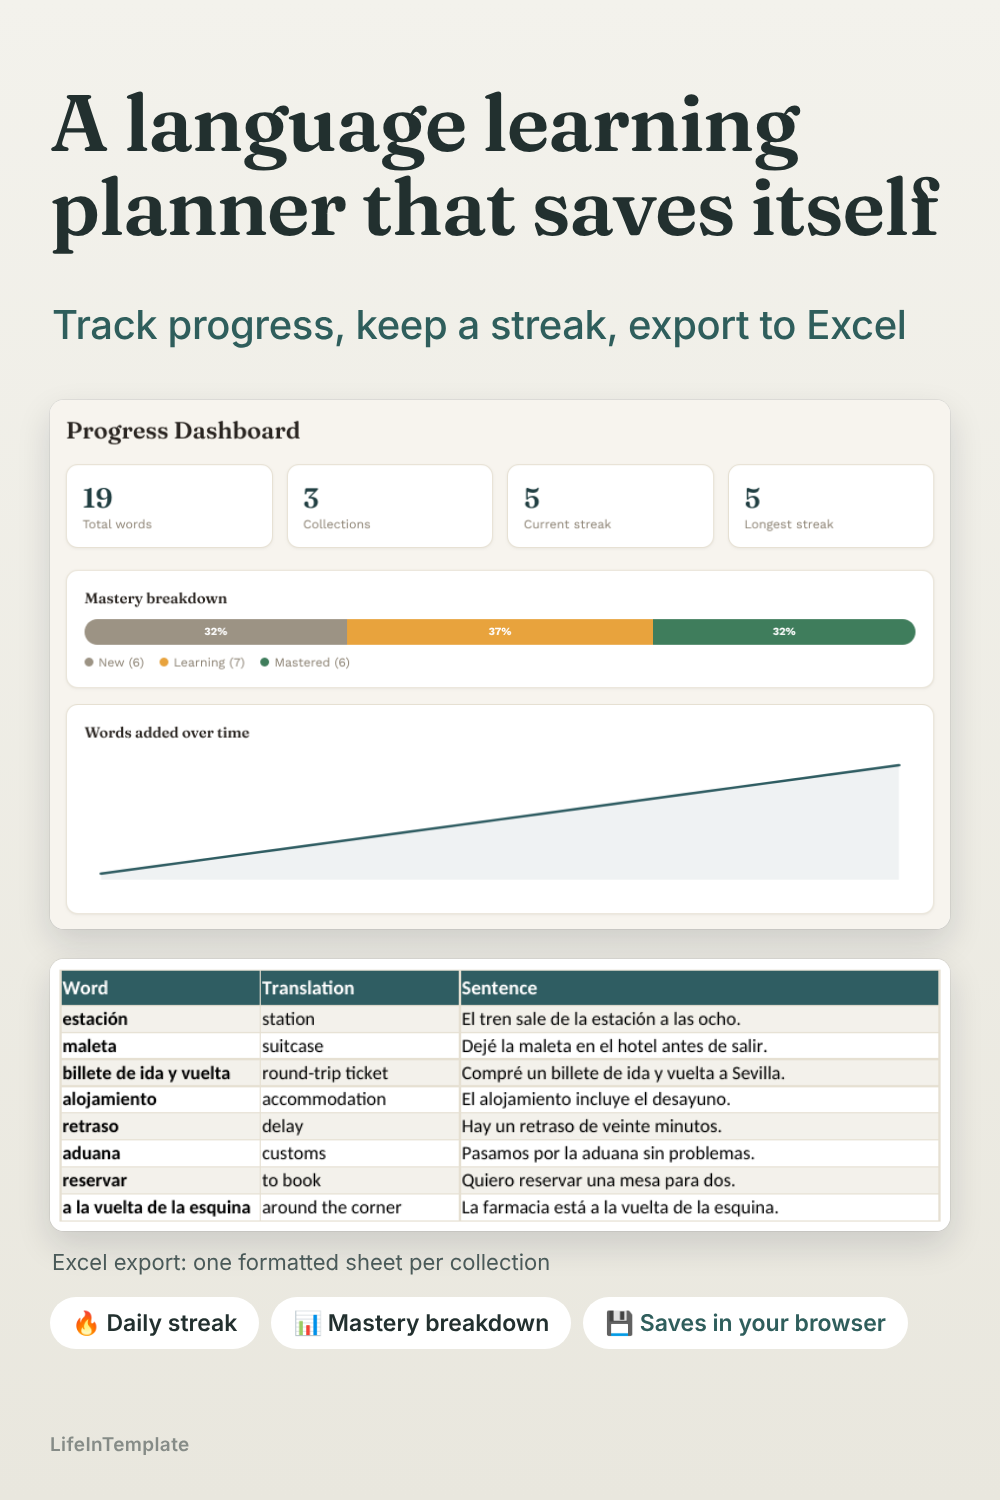 A language learning
planner that saves itself
Track progress, keep a streak, export to Excel
Progress Dashboard
19
Total words
3
Collections
5
Current streak
5
Longest streak
Mastery breakdown
32% 37% 32%
New (6) Learning (7) Mastered (6)
Words added over time
Word Translation Sentence
estación station El tren sale de la estación a las ocho.
maleta suitcase Dejé la maleta en el hotel antes de salir.
billete de ida y vuelta round-trip ticket Compré un billete de ida y vuelta a Sevilla.
alojamiento accommodation El alojamiento incluye el desayuno.
retraso delay Hay un retraso de veinte minutos.
aduana customs Pasamos por la aduana sin problemas.
reservar to book Quiero reservar una mesa para dos.
a la vuelta de la esquina around the corner La farmacia está a la vuelta de la esquina.
Excel export: one formatted sheet per collection
🔥 Daily streak 📊 Mastery breakdown 💾 Saves in your browser
LifeInTemplate